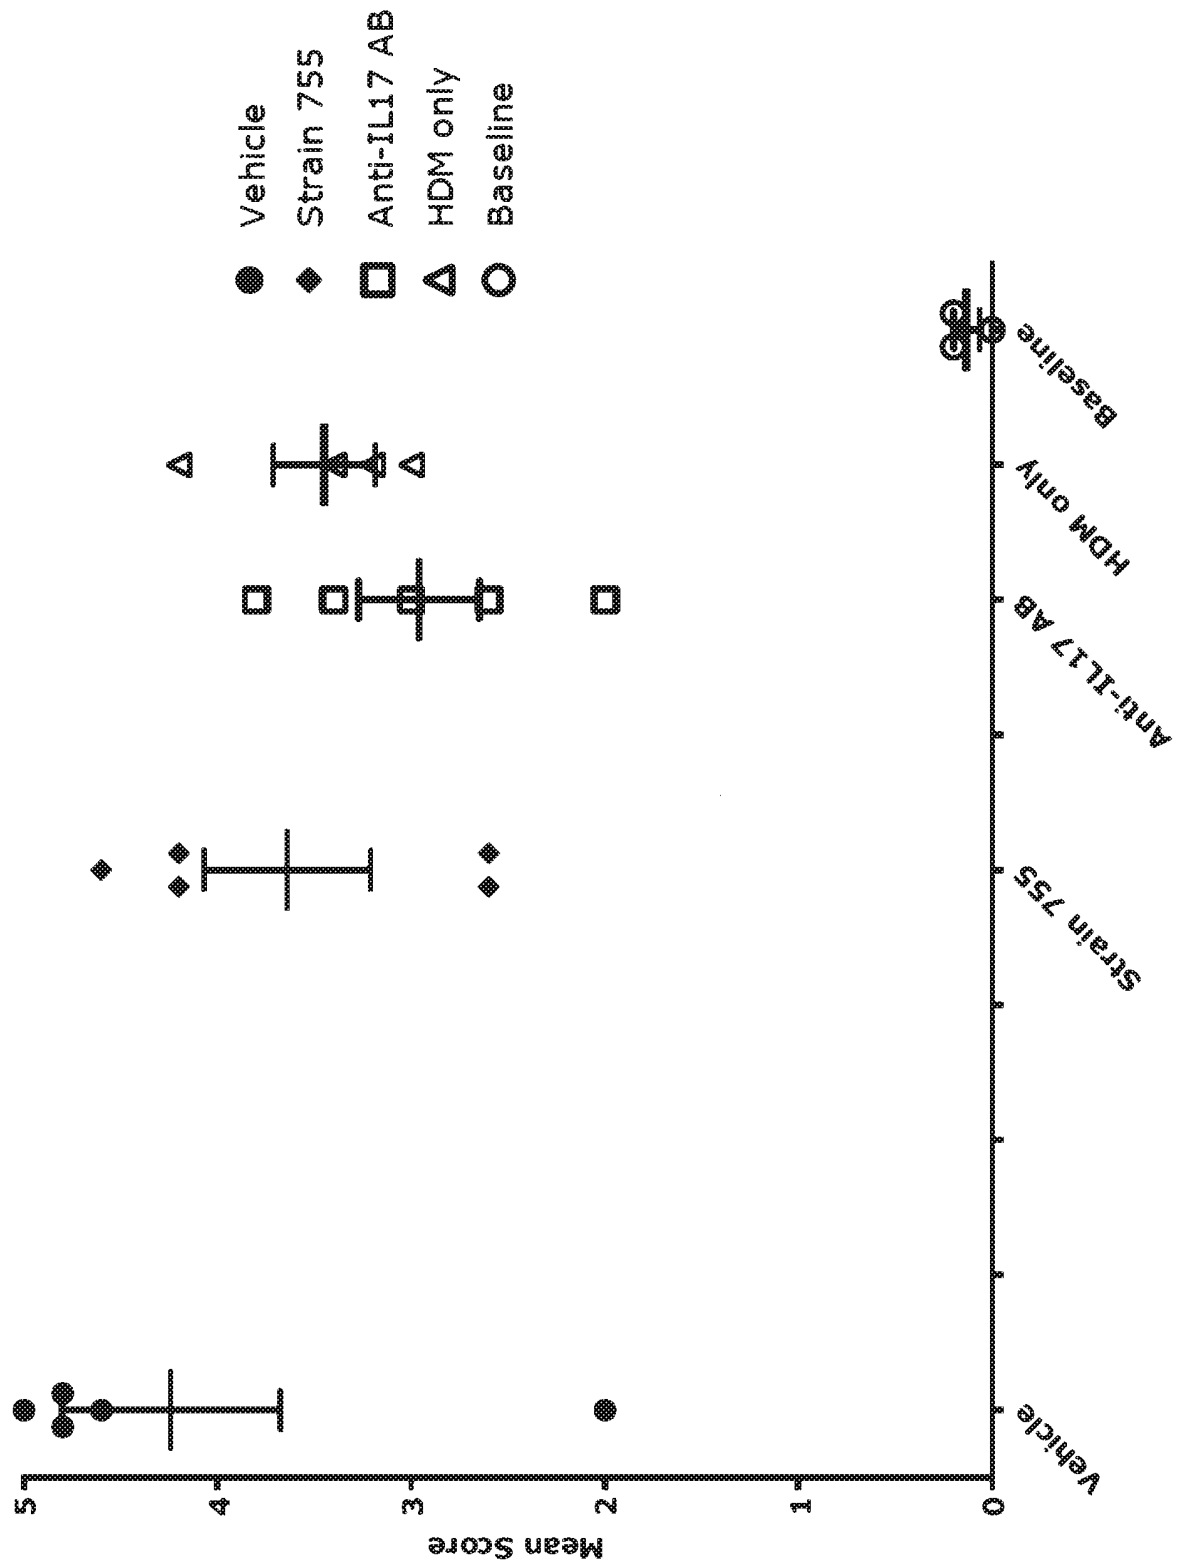 Mean Score
5
4
3
2
1
0
Vehicle
Strain 755
Anti-IL17 AB
HDM only
Baseline
Vehicle
Strain 755
Anti-IL17 AB
HDM only
Baseline